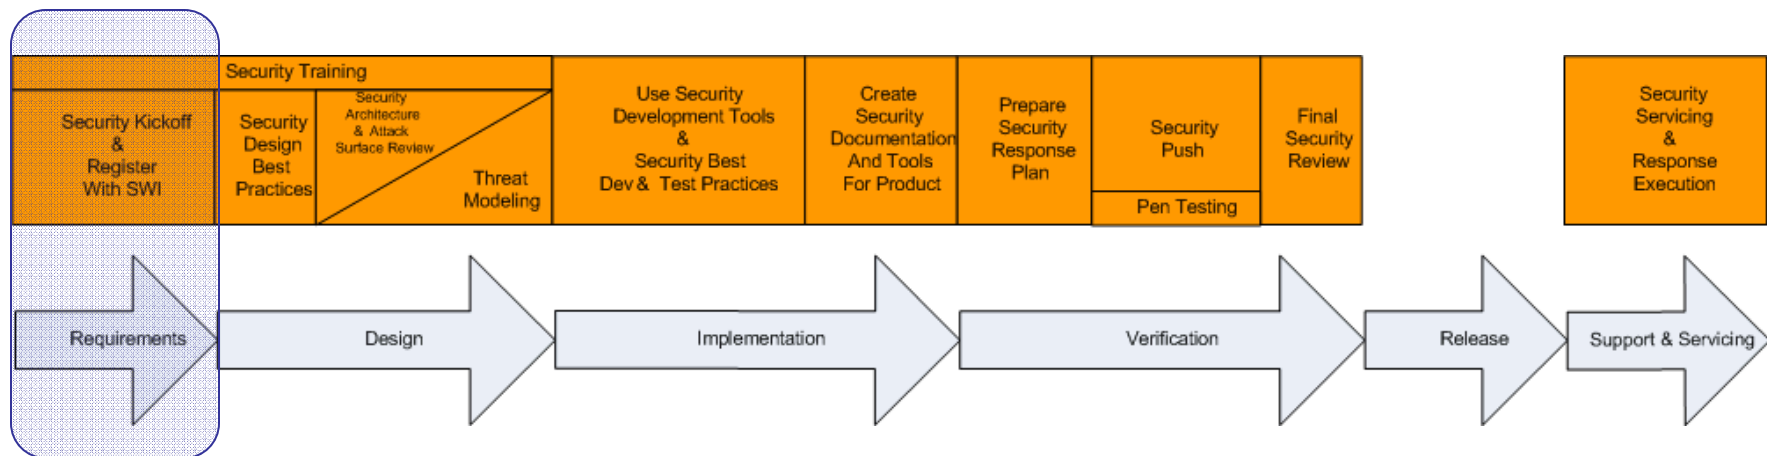 Security Training
Security Kickoff
&
Register
With SWI
Security
Design
Best
Practices
Security
Architecture
& Attack
Surface Review
Threat
Modeling
Use Security
Development Tools
&
Security Best
Dev & Test Practices
Create
Security
Documentation
And Tools
For Product
Prepare
Security
Response
Plan
Security
Push
Pen Testing
Final
Security
Review
Security
Servicing
&
Response
Execution
Requirements
Design
Implementation
Verification
Release
Support & Servicing